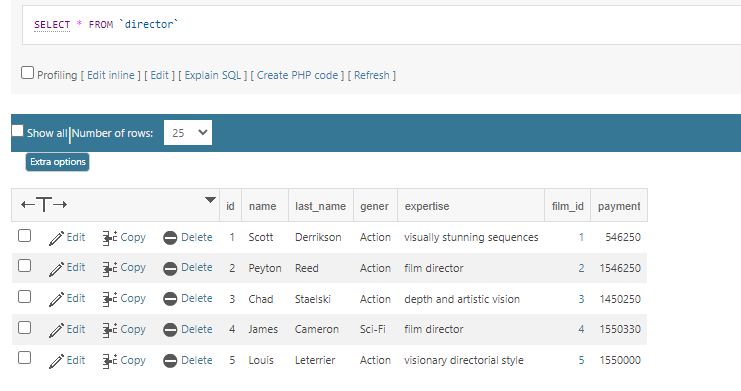 SELECT * FROM `director`
Profiling [ Edit inline ] [ Edit ] [ Explain SQL ] [ Create PHP code ] [ Refresh ]
Show all Number of rows: 25
Extra options
←T→ id name last_name gener expertise film_id payment
Edit Copy Delete 1 Scott Derrikson Action visually stunning sequences 1 546250
Edit Copy Delete 2 Peyton Reed Action film director 2 1546250
Edit Copy Delete 3 Chad Staelski Action depth and artistic vision 3 1450250
Edit Copy Delete 4 James Cameron Sci-Fi film director 4 1550330
Edit Copy Delete 5 Louis Leterrier Action visionary directorial style 5 1550000